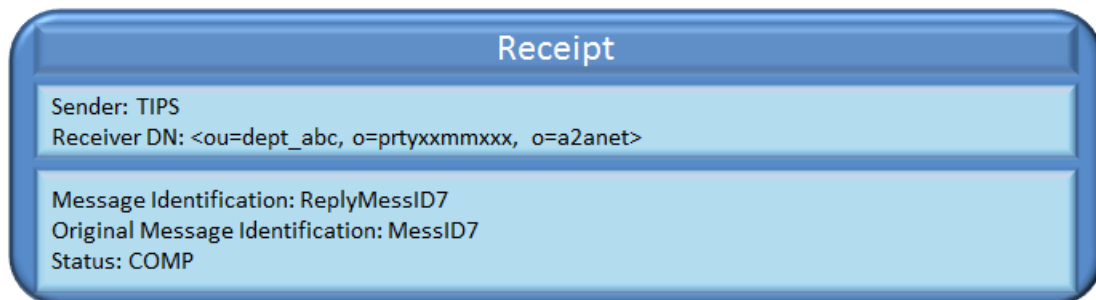 Receipt
Sender: TIPS
Receiver DN: <ou=dept_abc, o=prtyxxmmxxx, o=a2anet>
Message Identification: ReplyMessID7
Original Message Identification: MessID7
Status: COMP